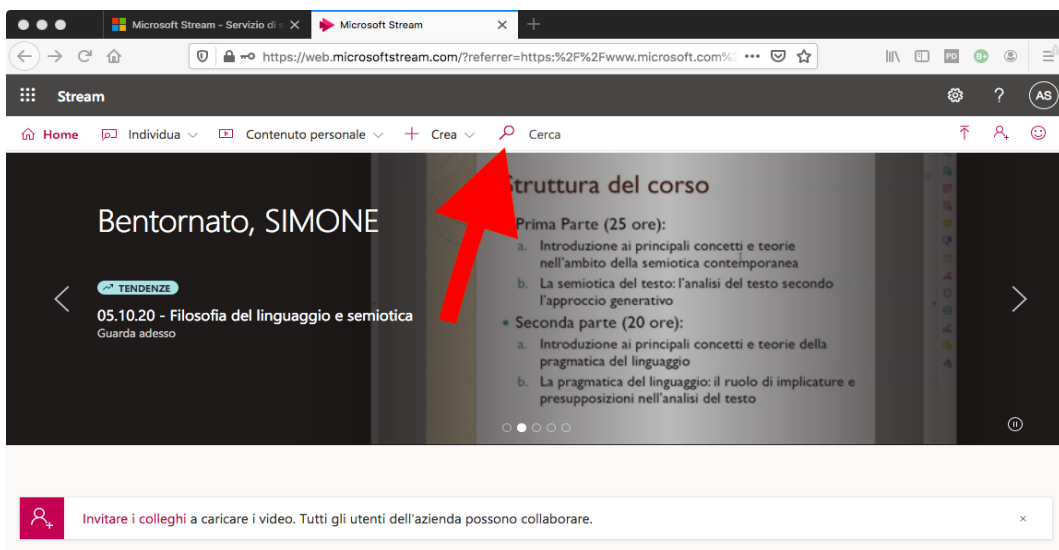 Microsoft Stream - Servizio di s
Microsoft Stream
https://web.microsoftstream.com/?referrer=https:%2F%2Fwww.microsoft.com%2
PD
Stream
?
AS
Home Individua Contenuto personale Crea Cerca
Bentornato, SIMONE
TENDENZE
05.10.20 - Filosofia del linguaggio e semiotica
Guarda adesso
Struttura del corso
Prima Parte (25 ore):
a. Introduzione ai principali concetti e teorie
nell'ambito della semiotica contemporanea
b. La semiotica del testo: l'analisi del testo secondo
l'approccio generativo
• Seconda parte (20 ore):
a. Introduzione ai principali concetti e teorie della
pragmatica del linguaggio
b. La pragmatica del linguaggio: il ruolo di implicature e
presupposizioni nell'analisi del testo
Invitare i colleghi a caricare i video. Tutti gli utenti dell'azienda possono collaborare.